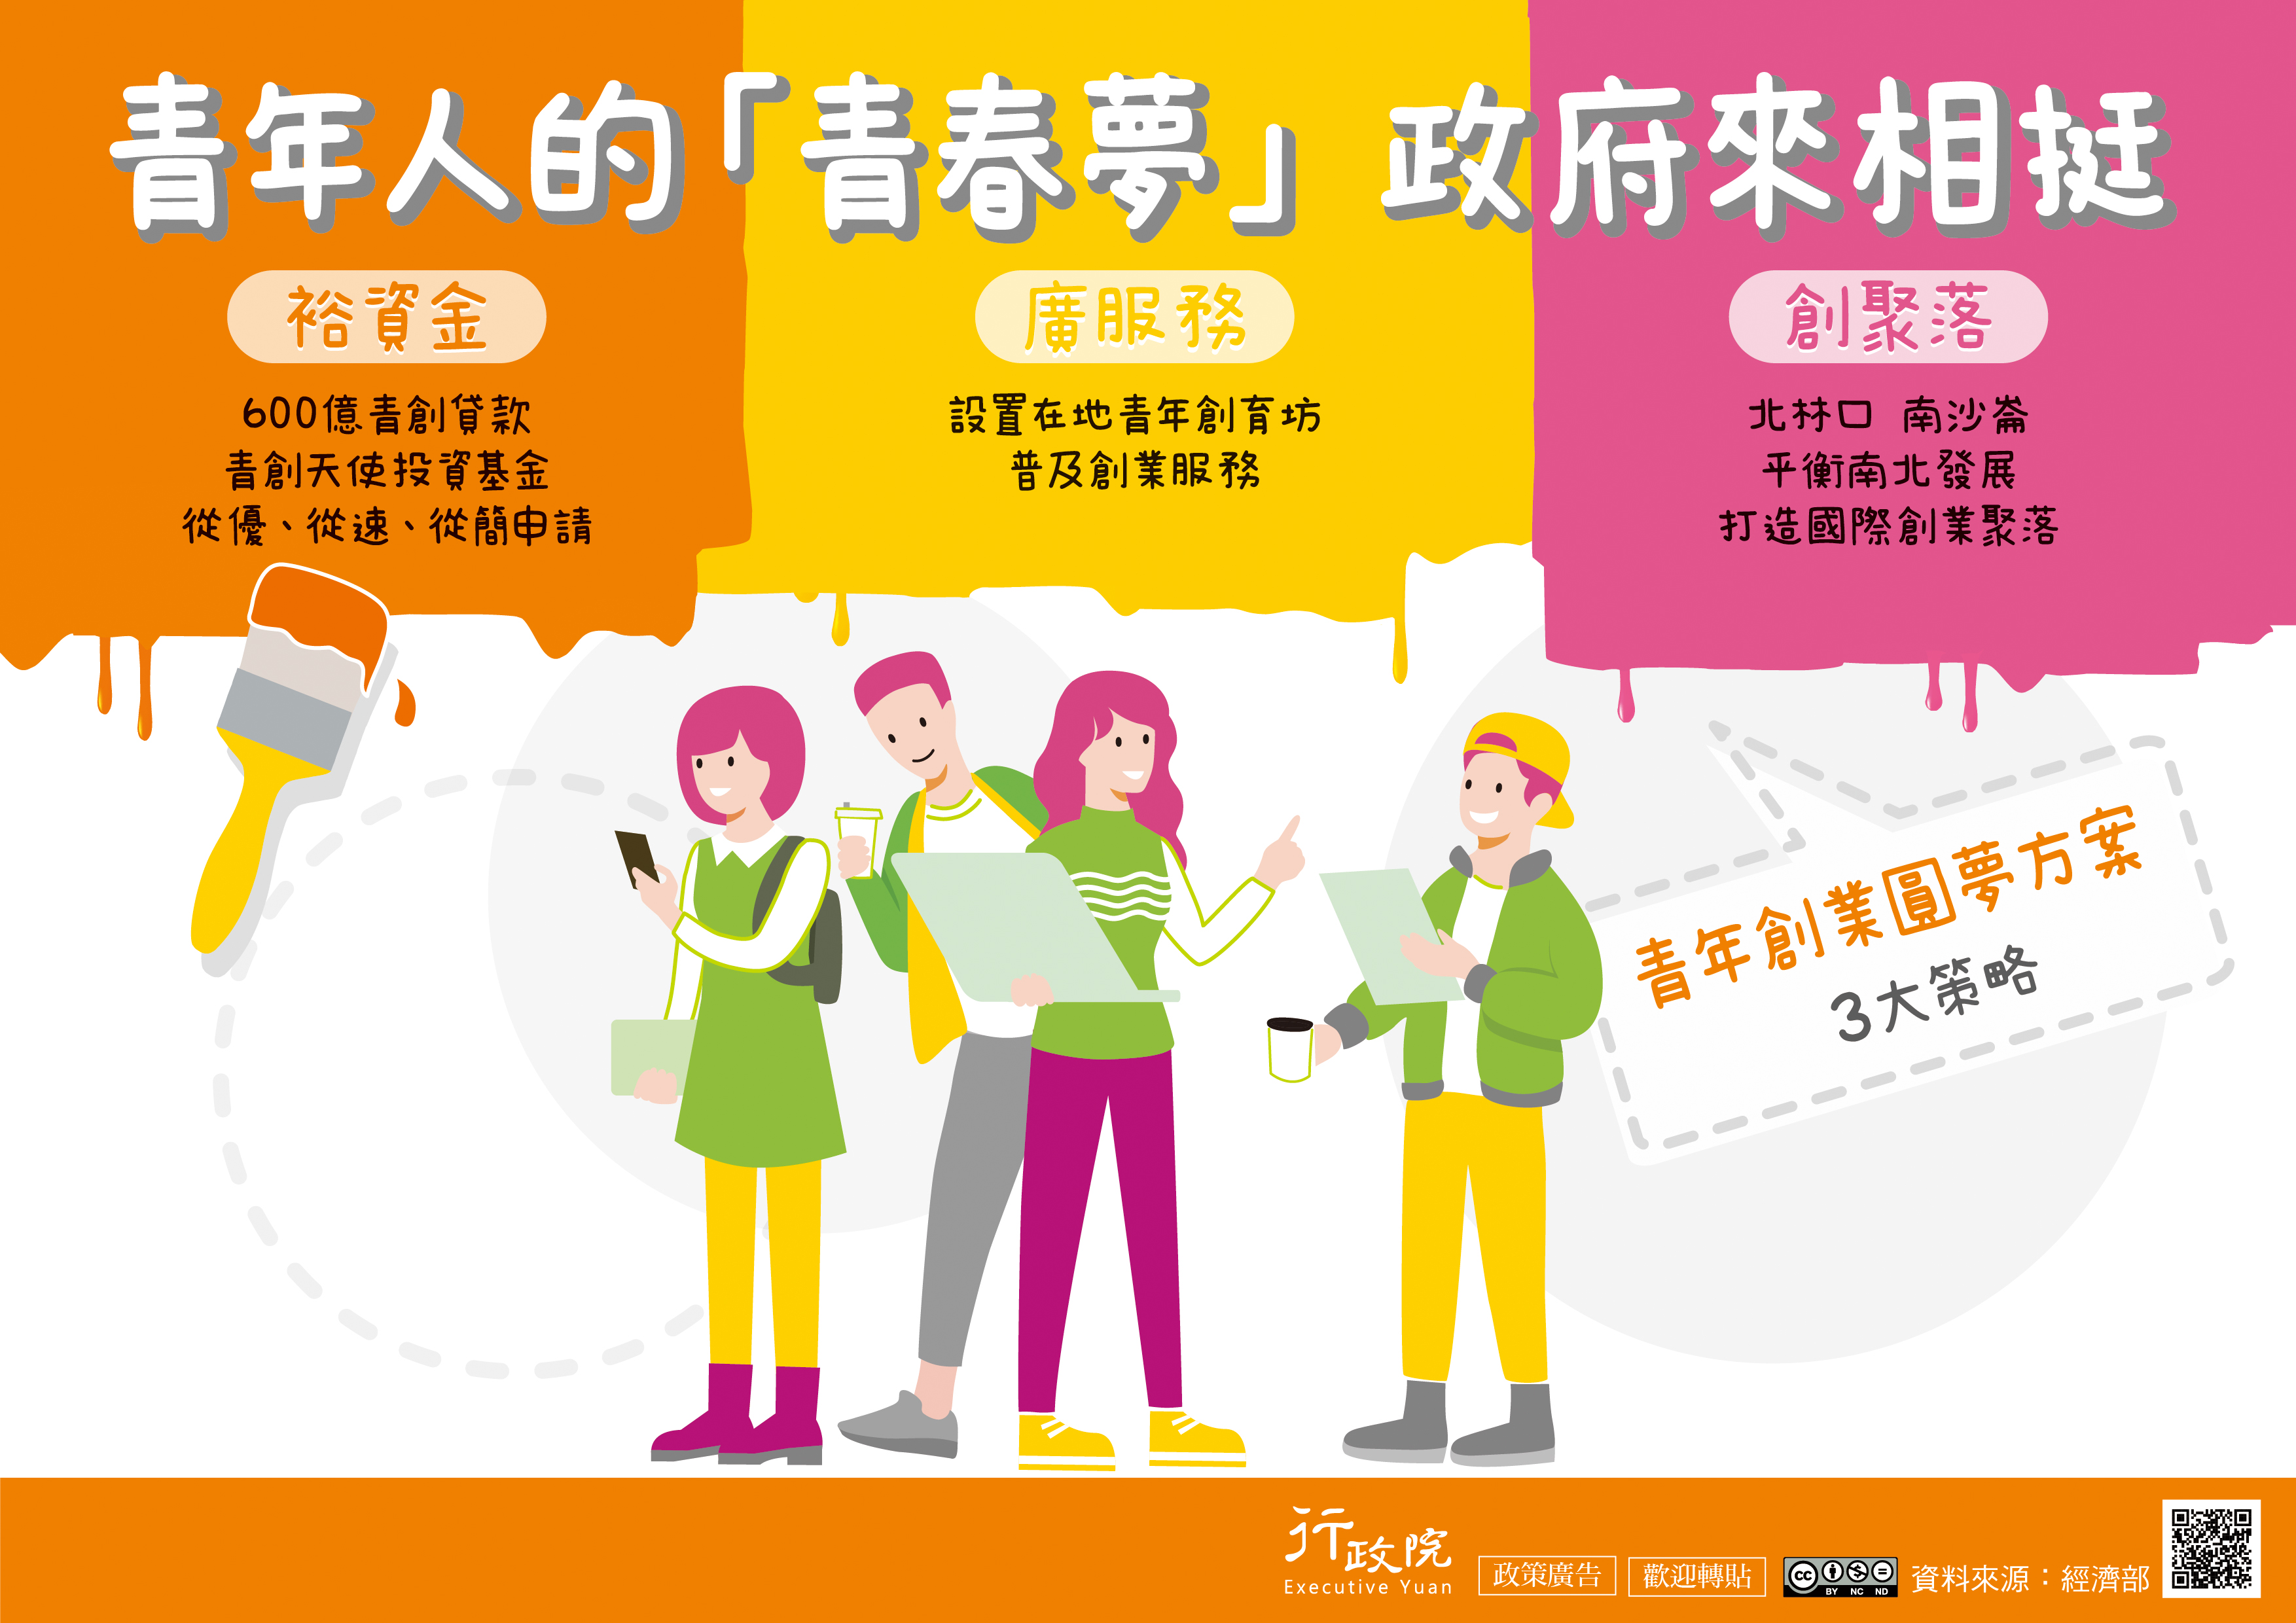 青年人的「青春夢」 政府來相挺
裕資金
600億青創貸款
青創天使投資基金
從優、從速、從簡申請
廣服務
設置在地青年創育坊
普及創業服務
創聚落
北林口 南沙崙
平衡南北發展
打造國際創業聚落
青年創業圓夢方案
3大策略
行政院
Executive Yuan
政策廣告
歡迎轉貼
cc BY NC ND
資料來源：經濟部